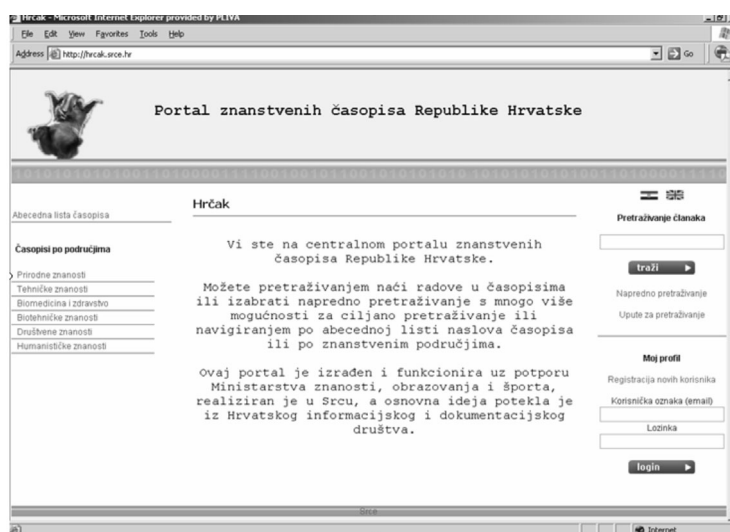 Hrčak - Microsoft Internet Explorer provided by PLIVA
File Edit View Favorites Tools Help
Address http://hrcak.srce.hr Go
Portal znanstvenih časopisa Republike Hrvatske
Abecedna lista časopisa
Časopisi po područjima
Prirodne znanosti
Tehničke znanosti
Biomedicina i zdravstvo
Biotehničke znanosti
Društvene znanosti
Humanističke znanosti
Hrčak
Vi ste na centralnom portalu znanstvenih
časopisa Republike Hrvatske.
Možete pretraživanjem naći radove u časopisima
ili izabrati napredno pretraživanje s mnogo više
mogućnosti za ciljano pretraživanje ili
navigiranjem po abecednoj listi naslova časopisa
ili po znanstvenim područjima.
Ovaj portal je izrađen i funkcionira uz potporu
Ministarstva znanosti, obrazovanja i športa,
realiziran je u Srcu, a osnovna ideja potekla je
iz Hrvatskog informacijskog i dokumentacijskog
društva.
Pretraživanje članaka
traži
Napredno pretraživanje
Upute za pretraživanje
Moj profil
Registracija novih korisnika
Korisnička oznaka (email)
Lozinka
login
Srce
Internet